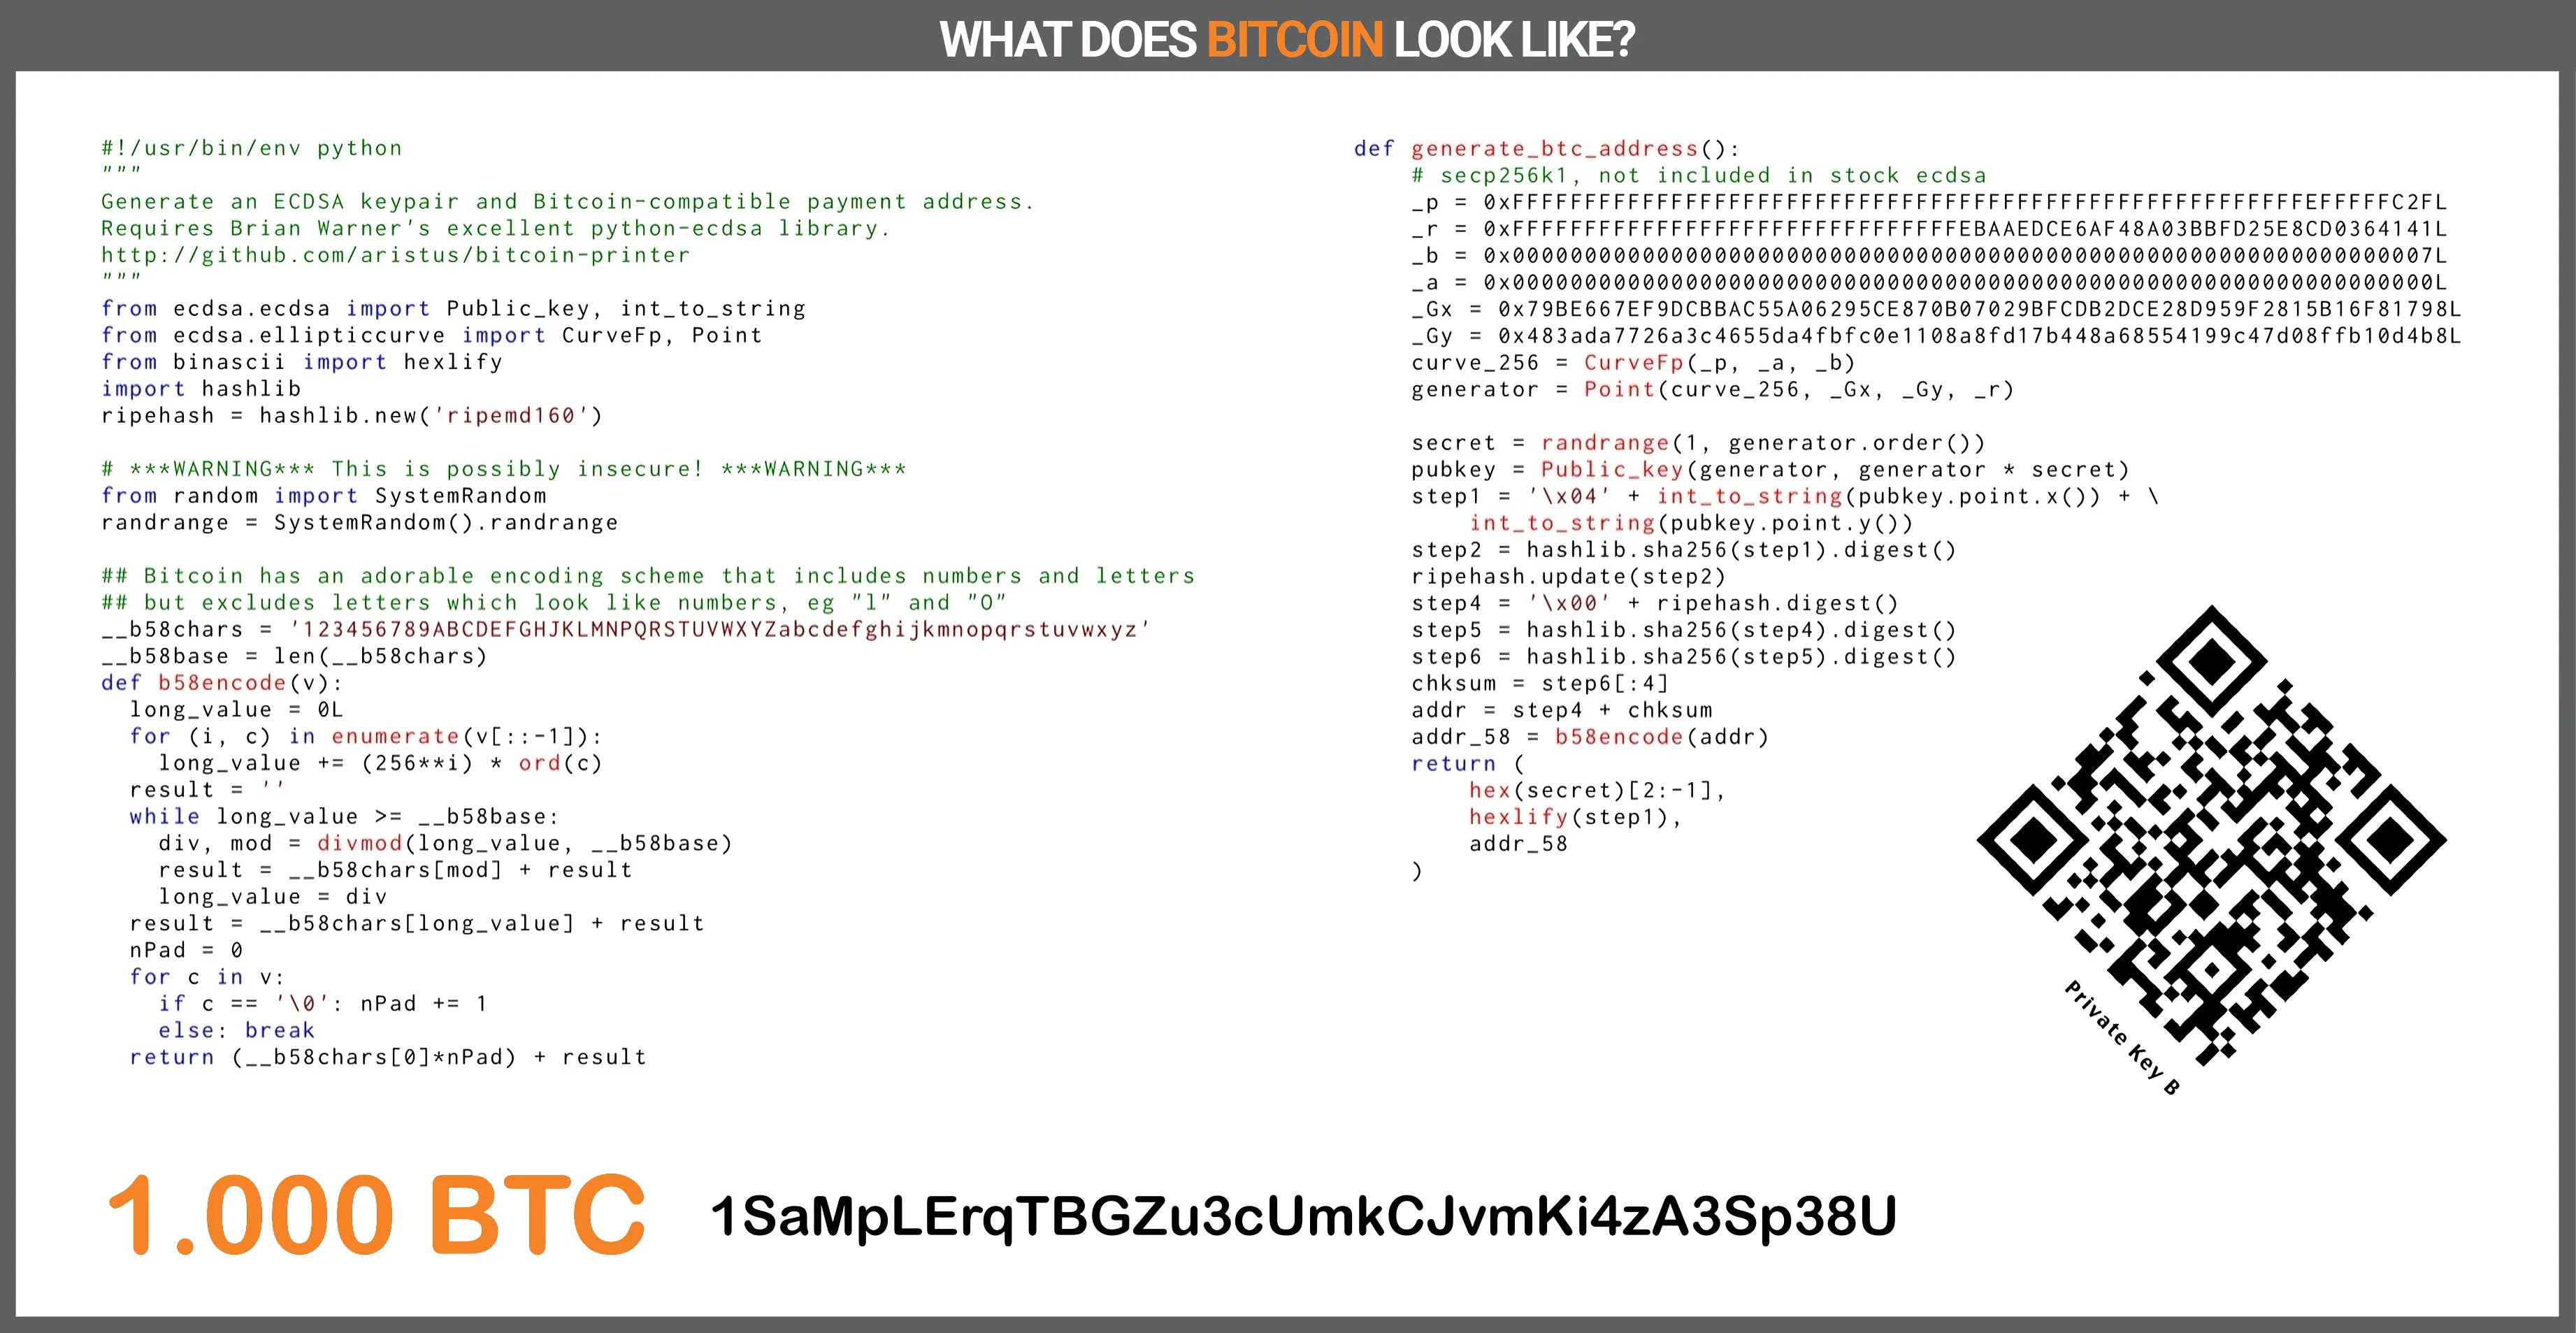 WHAT DOES BITCOIN LOOK LIKE?
#!/usr/bin/env python
"""
Generate an ECDSA keypair and Bitcoin-compatible payment address.
Requires Brian Warner's excellent python-ecdsa library.
http://github.com/aristus/bitcoin-printer
"""
from ecdsa.ecdsa import Public_key, int_to_string
from ecdsa.ellipticcurve import CurveFp, Point
from binascii import hexlify
import hashlib
ripehash = hashlib.new('ripemd160')
# ***WARNING*** This is possibly insecure! ***WARNING***
from random import SystemRandom
randrange = SystemRandom().randrange
## Bitcoin has an adorable encoding scheme that includes numbers and letters
## but excludes letters which look like numbers, eg "l" and "O"
__b58chars = '123456789ABCDEFGHJKLMNPQRSTUVWXYZabcdefghijkmnopqrstuvwxyz'
__b58base = len(__b58chars)
def b58encode(v):
  long_value = 0L
  for (i, c) in enumerate(v[::-1]):
    long_value += (256**i) * ord(c)
  result = ''
  while long_value >= __b58base:
    div, mod = divmod(long_value, __b58base)
    result = __b58chars[mod] + result
    long_value = div
  result = __b58chars[long_value] + result
  nPad = 0
  for c in v:
    if c == '\0': nPad += 1
    else: break
  return (__b58chars[0]*nPad) + result
def generate_btc_address():
    # secp256k1, not included in stock ecdsa
    _p = 0xFFFFFFFFFFFFFFFFFFFFFFFFFFFFFFFFFFFFFFFFFFFFFFFFFFFFFFFEFFFFFC2FL
    _r = 0xFFFFFFFFFFFFFFFFFFFFFFFFFFFFFFFEBAAEDCE6AF48A03BBFD25E8CD0364141L
    _b = 0x0000000000000000000000000000000000000000000000000000000000000007L
    _a = 0x0000000000000000000000000000000000000000000000000000000000000000L
    _Gx = 0x79BE667EF9DCBBAC55A06295CE870B07029BFCDB2DCE28D959F2815B16F81798L
    _Gy = 0x483ada7726a3c4655da4fbfc0e1108a8fd17b448a68554199c47d08ffb10d4b8L
    curve_256 = CurveFp(_p, _a, _b)
    generator = Point(curve_256, _Gx, _Gy, _r)
    secret = randrange(1, generator.order())
    pubkey = Public_key(generator, generator * secret)
    step1 = '\x04' + int_to_string(pubkey.point.x()) + \
        int_to_string(pubkey.point.y())
    step2 = hashlib.sha256(step1).digest()
    ripehash.update(step2)
    step4 = '\x00' + ripehash.digest()
    step5 = hashlib.sha256(step4).digest()
    step6 = hashlib.sha256(step5).digest()
    chksum = step6[:4]
    addr = step4 + chksum
    addr_58 = b58encode(addr)
    return (
        hex(secret)[2:-1],
        hexlify(step1),
        addr_58
    )
Private Key B
1.000 BTC
1SaMpLErqTBGZu3cUmkCJvmKi4zA3Sp38U